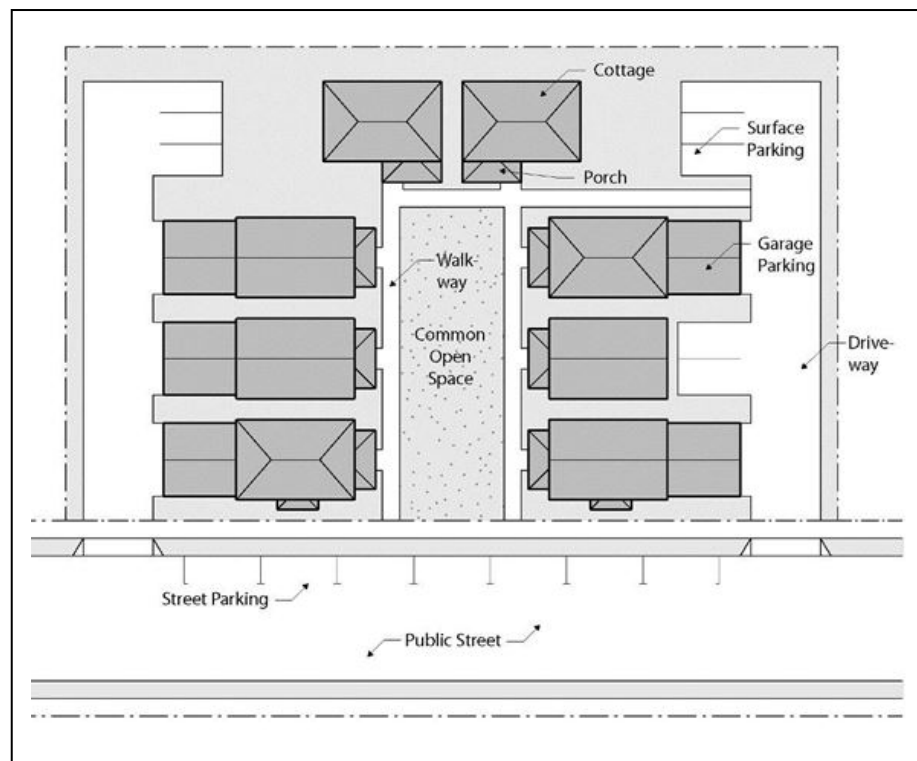 Cottage
Surface
Parking
Porch
Garage
Parking
Walk-
way
Common
Open
Space
Drive-
way
Street Parking
Public Street